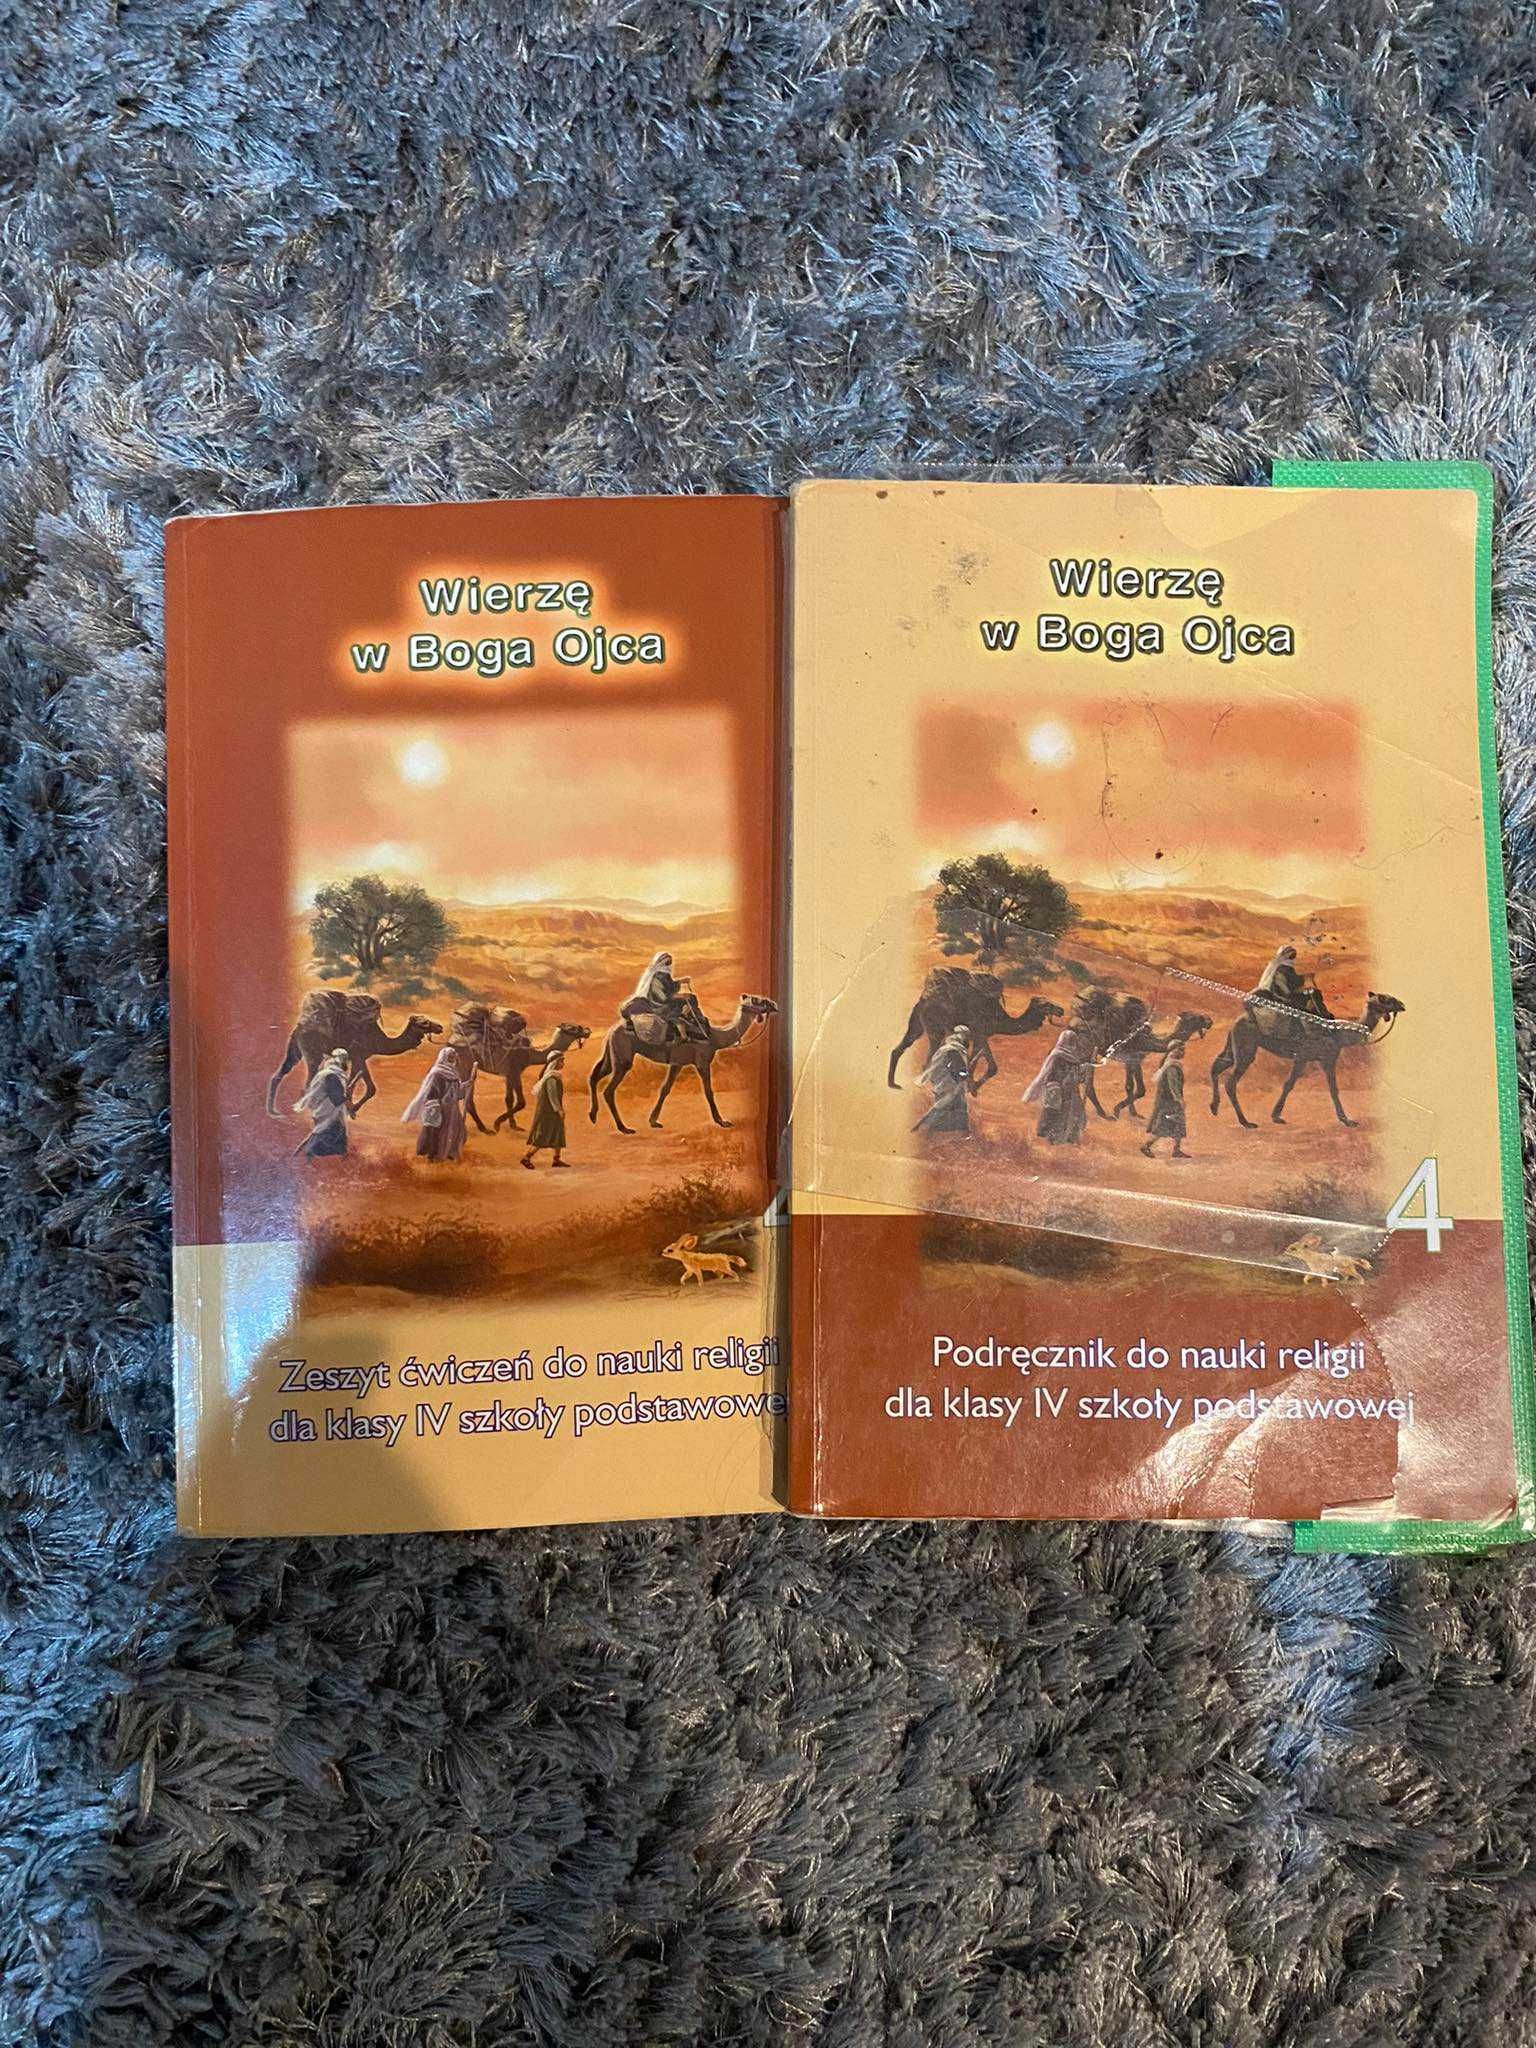 Wierzę
w Boga Ojca
4
Zeszyt ćwiczeń do nauki religii
dla klasy IV szkoły podstawowej
Wierzę
w Boga Ojca
4
Podręcznik do nauki religii
dla klasy IV szkoły podstawowej